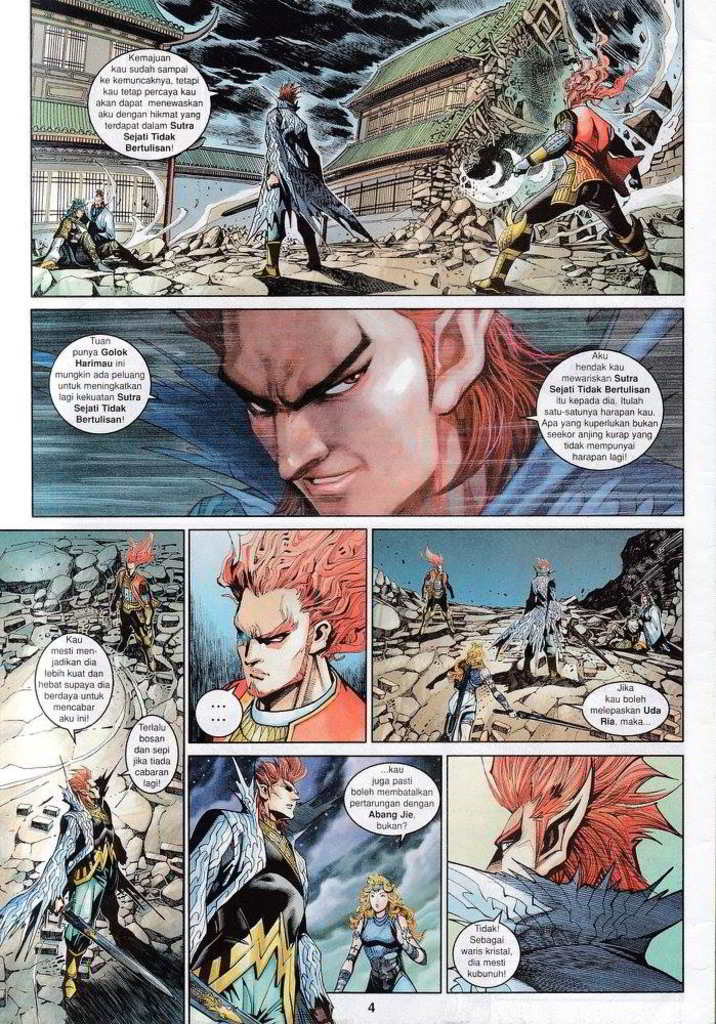 Kemajuan
kau sudah sampai
ke kemuncaknya, tetapi
kau tetap percaya kau
akan dapat menewaskan
aku dengan hikmat yang
terdapat dalam Sutra
Sejati Tidak
Bertulisan!
Tuan
punya Golok
Harimau ini
mungkin ada peluang
untuk meningkatkan
lagi kekuatan Sutra
Sejati Tidak
Bertulisan!
Aku
hendak kau
mewariskan Sutra
Sejati Tidak Bertulisan
itu kepada dia. Itulah
satu-satunya harapan kau.
Apa yang kuperlukan bukan
seekor anjing kurap yang
tidak mempunyai
harapan lagi!
Kau
mesti men-
jadikan dia
lebih kuat dan
hebat supaya dia
berdaya untuk
mencabar
aku ini!
Terlalu
bosan
dan sepi
jika tiada
cabaran
lagi!
...
...
Jika
kau boleh
melepaskan Uda
Ria, maka...
...kau
juga pasti
boleh membatalkan
pertarungan dengan
Abang Jie,
bukan?
Tidak!
Sebagai
waris kristal,
dia mesti
kubunuh!
4